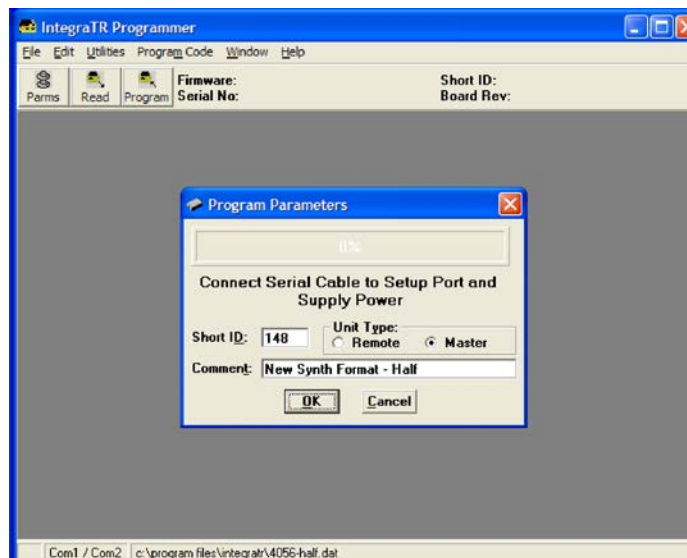 IntegraTR Programmer
File Edit Utilities Program Code Window Help
Parms Read Program
Firmware: Short ID:
Serial No: Board Rev:
Program Parameters
0%
Connect Serial Cable to Setup Port and
Supply Power
Short ID: 148 Unit Type: Remote Master
Comment: New Synth Format - Half
OK Cancel
Com1 / Com2 c:\program files\integratr\4056-half.dat